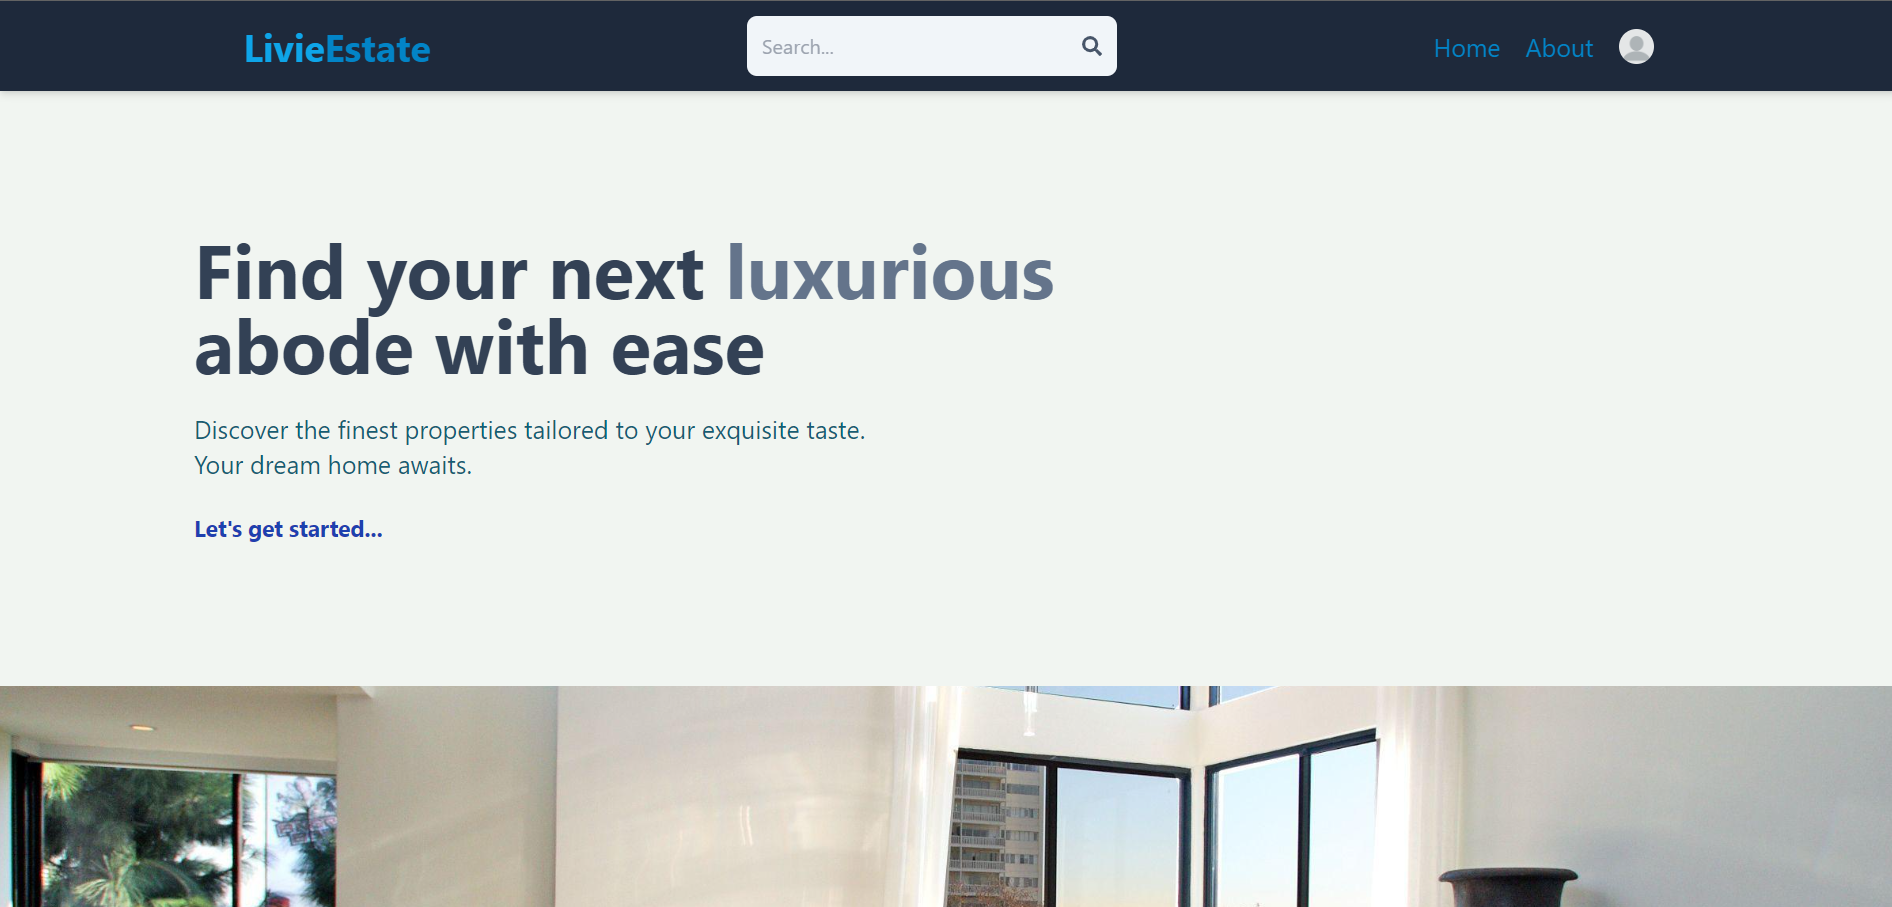 LivieEstate
Search...
Home
About
Find your next luxurious
abode with ease
Discover the finest properties tailored to your exquisite taste.
Your dream home awaits.
Let's get started...